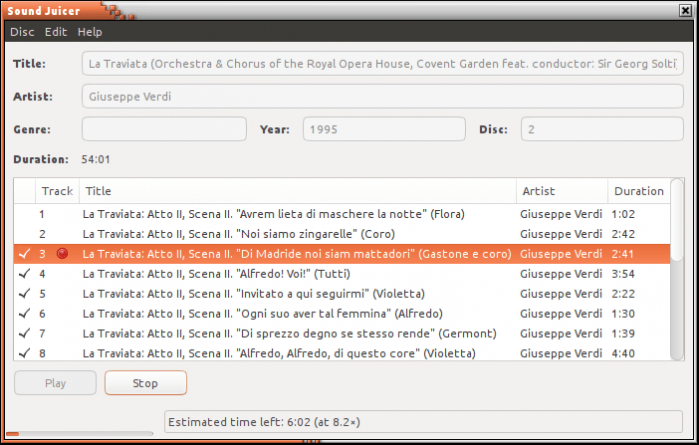 Sound Juicer
Disc Edit Help
Title: La Traviata (Orchestra & Chorus of the Royal Opera House, Covent Garden feat. conductor: Sir Georg Solti)
Artist: Giuseppe Verdi
Genre: Year: 1995 Disc: 2
Duration: 54:01
Track Title Artist Duration
1 La Traviata: Atto II, Scena II. "Avrem lieta di maschere la notte" (Flora) Giuseppe Verdi 1:02
2 La Traviata: Atto II, Scena II. "Noi siamo zingarelle" (Coro) Giuseppe Verdi 2:42
3 La Traviata: Atto II, Scena II. "Di Madride noi siam mattadori" (Gastone e coro) Giuseppe Verdi 2:41
4 La Traviata: Atto II, Scena II. "Alfredo! Voi!" (Tutti) Giuseppe Verdi 3:54
5 La Traviata: Atto II, Scena II. "Invitato a qui seguirmi" (Violetta) Giuseppe Verdi 2:22
6 La Traviata: Atto II, Scena II. "Ogni suo aver tal femmina" (Alfredo) Giuseppe Verdi 1:30
7 La Traviata: Atto II, Scena II. "Di sprezzo degno se stesso rende" (Germont) Giuseppe Verdi 1:39
8 La Traviata: Atto II, Scena II. "Alfredo, Alfredo, di questo core" (Violetta) Giuseppe Verdi 4:40
Play Stop
Estimated time left: 6:02 (at 8.2×)